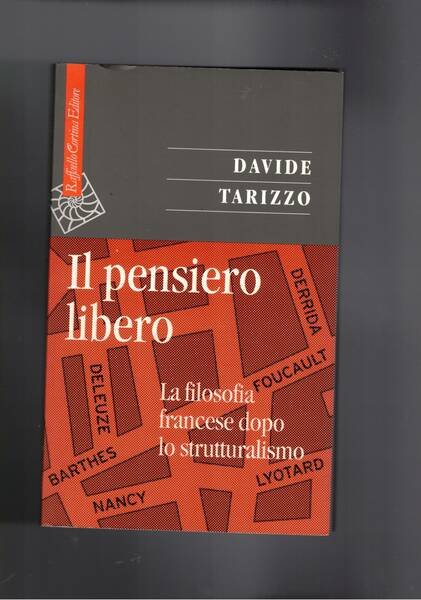 Raffaello Cortina Editore
DAVIDE
TARIZZO
Il pensiero
libero
DERRIDA
FOUCAULT
DELEUZE
La filosofia
francese dopo
lo strutturalismo
BARTHES
LYOTARD
NANCY